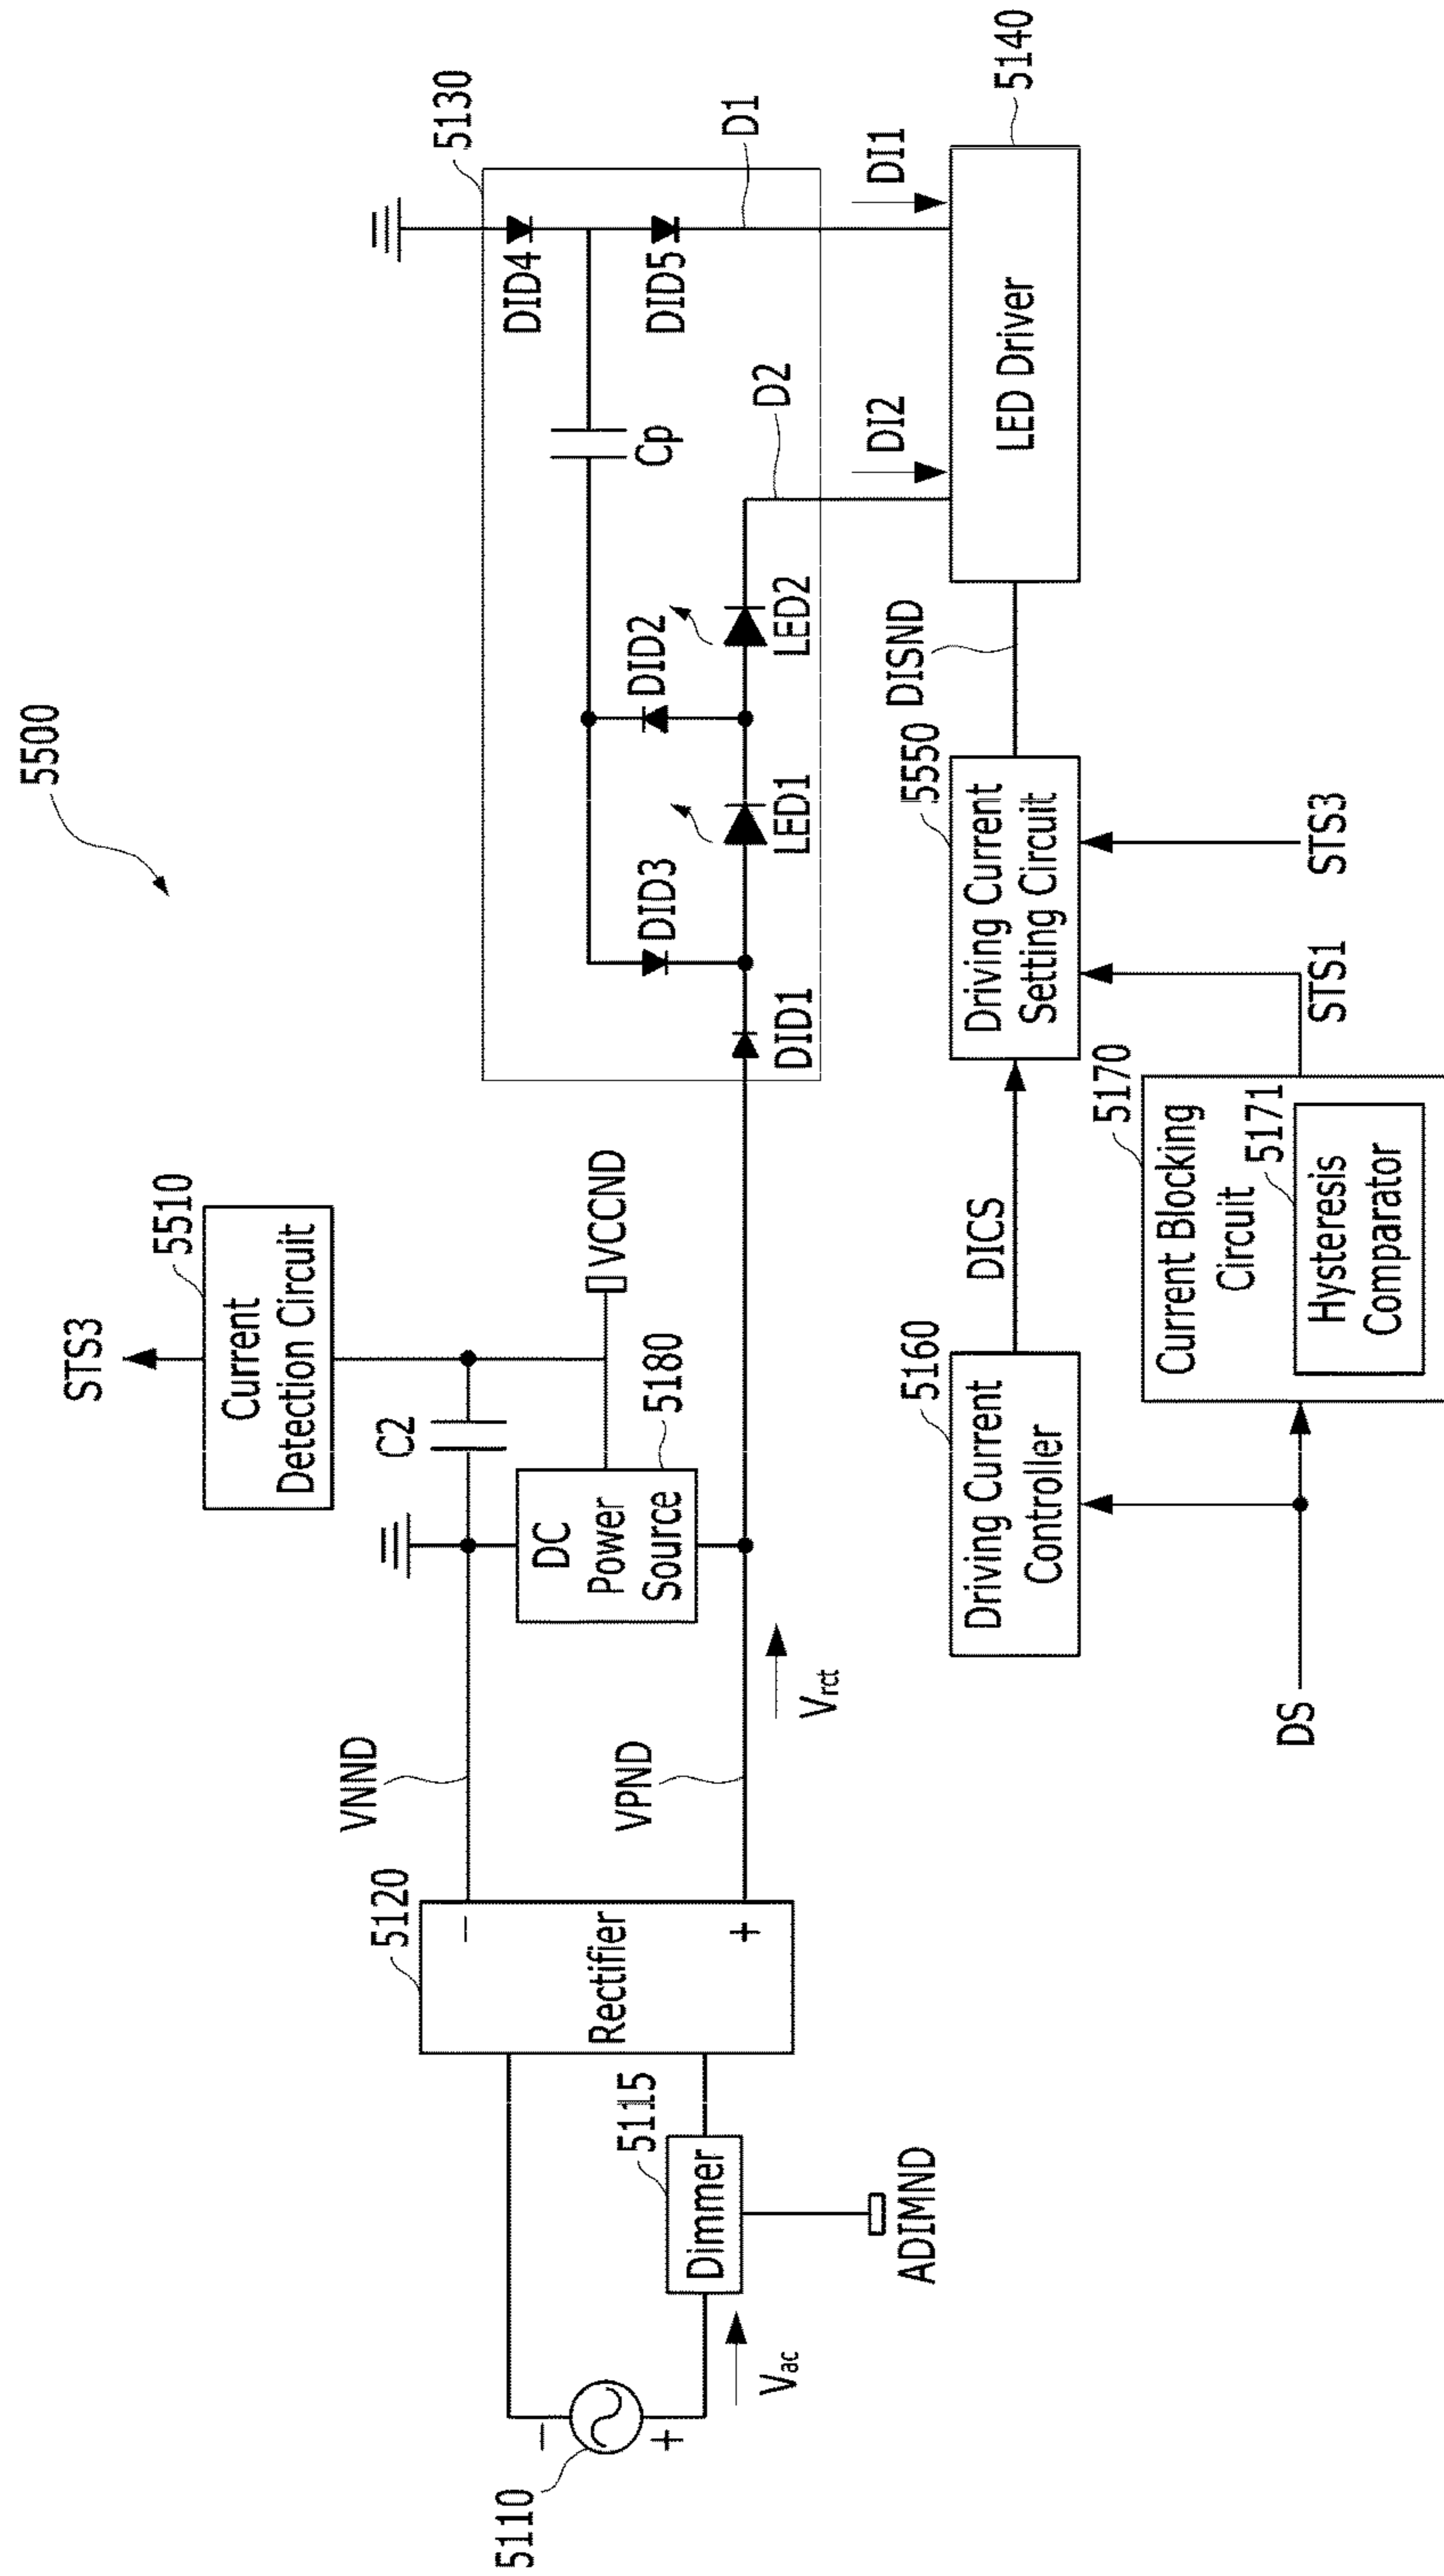 5500
STS3
5510
Current
Detection Circuit
5130
C2
VCCND
VNND
DC
Power
Source
5180
5120
Rectifier
−
+
VPND
Vrct
5110
−
+
Vac
5115
Dimmer
ADIMND
DID4
DID5
Cp
DID3
DID2
DID1
LED1
LED2
D2
D1
DI2
DI1
5140
LED Driver
DISND
5550
Driving Current
Setting Circuit
DICS
5160
Driving Current
Controller
STS1
STS3
5170
Current Blocking
Circuit
5171
Hysteresis
Comparator
DS